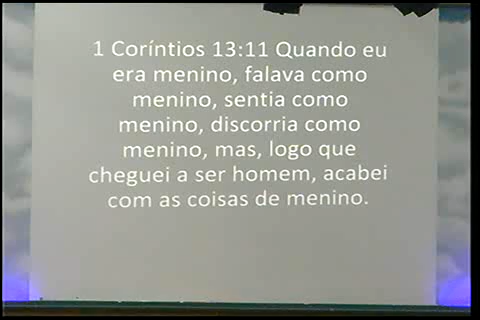 1 Coríntios 13:11 Quando eu
era menino, falava como
menino, sentia como
menino, discorria como
menino, mas, logo que
cheguei a ser homem, acabei
com as coisas de menino.